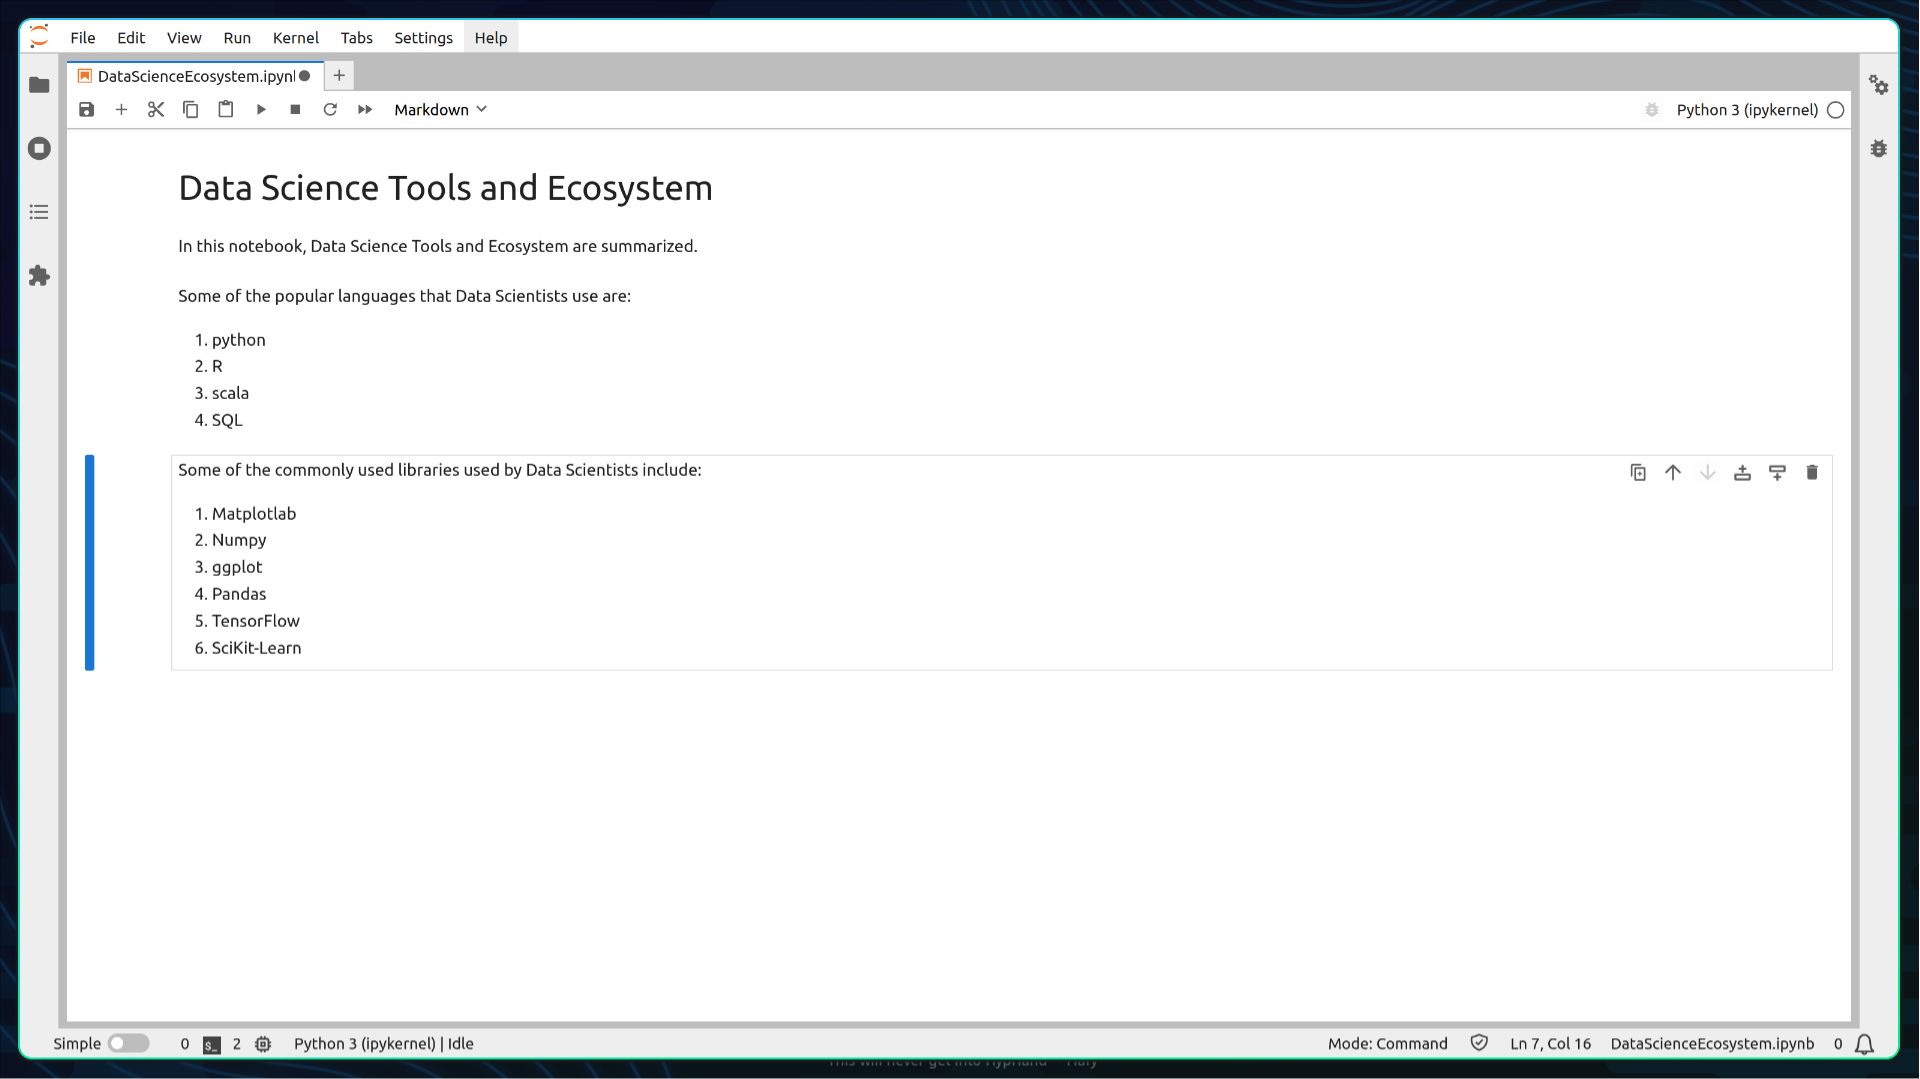 File Edit View Run Kernel Tabs Settings Help
DataScienceEcosystem.ipynb
Markdown
Python 3 (ipykernel)
Data Science Tools and Ecosystem
In this notebook, Data Science Tools and Ecosystem are summarized.
Some of the popular languages that Data Scientists use are:
1. python
2. R
3. scala
4. SQL
Some of the commonly used libraries used by Data Scientists include:
1. Matplotlab
2. Numpy
3. ggplot
4. Pandas
5. TensorFlow
6. SciKit-Learn
Simple 0 $_ 2 Python 3 (ipykernel) | Idle Mode: Command Ln 7, Col 16 DataScienceEcosystem.ipynb 0